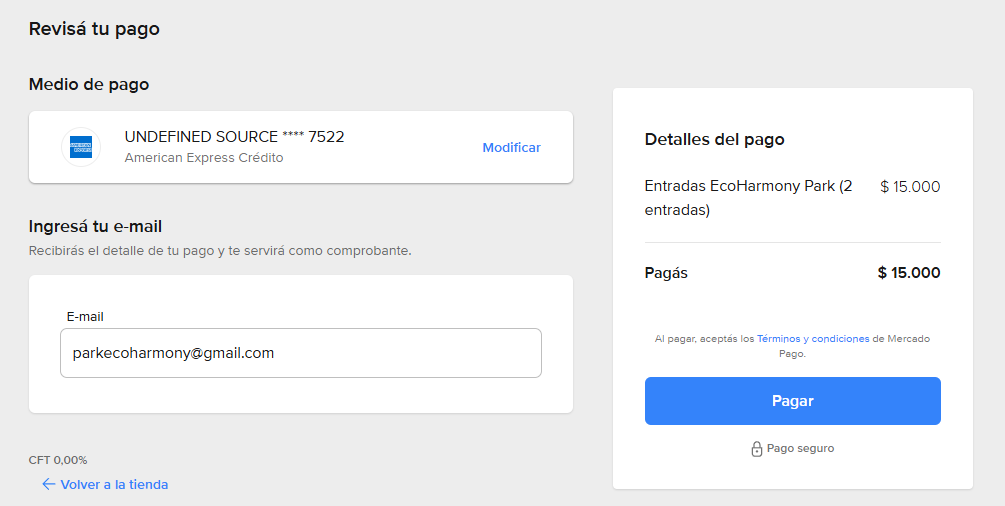 Revisá tu pago
Medio de pago
UNDEFINED SOURCE **** 7522
American Express Crédito
Modificar
Ingresá tu e-mail
Recibirás el detalle de tu pago y te servirá como comprobante.
E-mail
parkecoharmony@gmail.com
CFT 0,00%
Volver a la tienda
Detalles del pago
Entradas EcoHarmony Park (2 $ 15.000
entradas)
Pagás $ 15.000
Al pagar, aceptás los Términos y condiciones de Mercado
Pago.
Pagar
Pago seguro